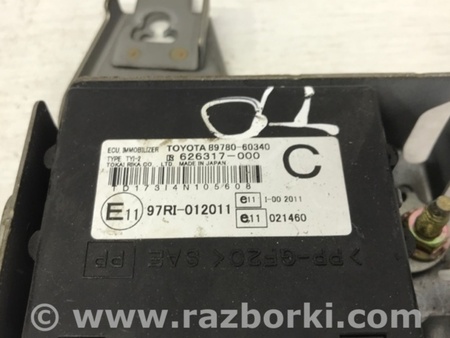 ECU, IMMOBILIZER TOYOTA 89780-60340
TYPE TYI-2 626317-000
TOKAI RIKA CO., LTD. MADE IN JAPAN
C
E11 97RI-012011
e11 I-00 2011
e11 021460
PP
>PP-GF20< SAE
www.razborki.com